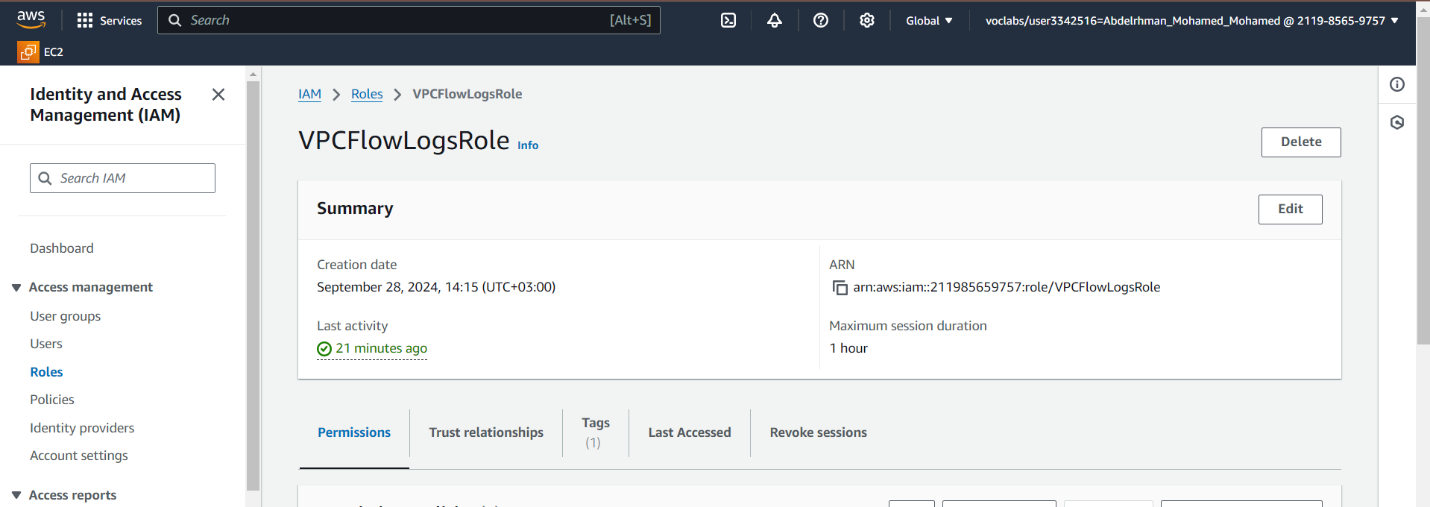 aws
Services
Search
[Alt+S]
Global
voclabs/user3342516=Abdelrhman_Mohamed_Mohamed @ 2119-8565-9757
EC2
Identity and Access
Management (IAM)
Search IAM
Dashboard
Access management
User groups
Users
Roles
Policies
Identity providers
Account settings
Access reports
IAM
Roles
VPCFlowLogsRole
VPCFlowLogsRole Info
Delete
Summary
Edit
Creation date
September 28, 2024, 14:15 (UTC+03:00)
ARN
arn:aws:iam::211985659757:role/VPCFlowLogsRole
Last activity
21 minutes ago
Maximum session duration
1 hour
Permissions
Trust relationships
Tags
(1)
Last Accessed
Revoke sessions